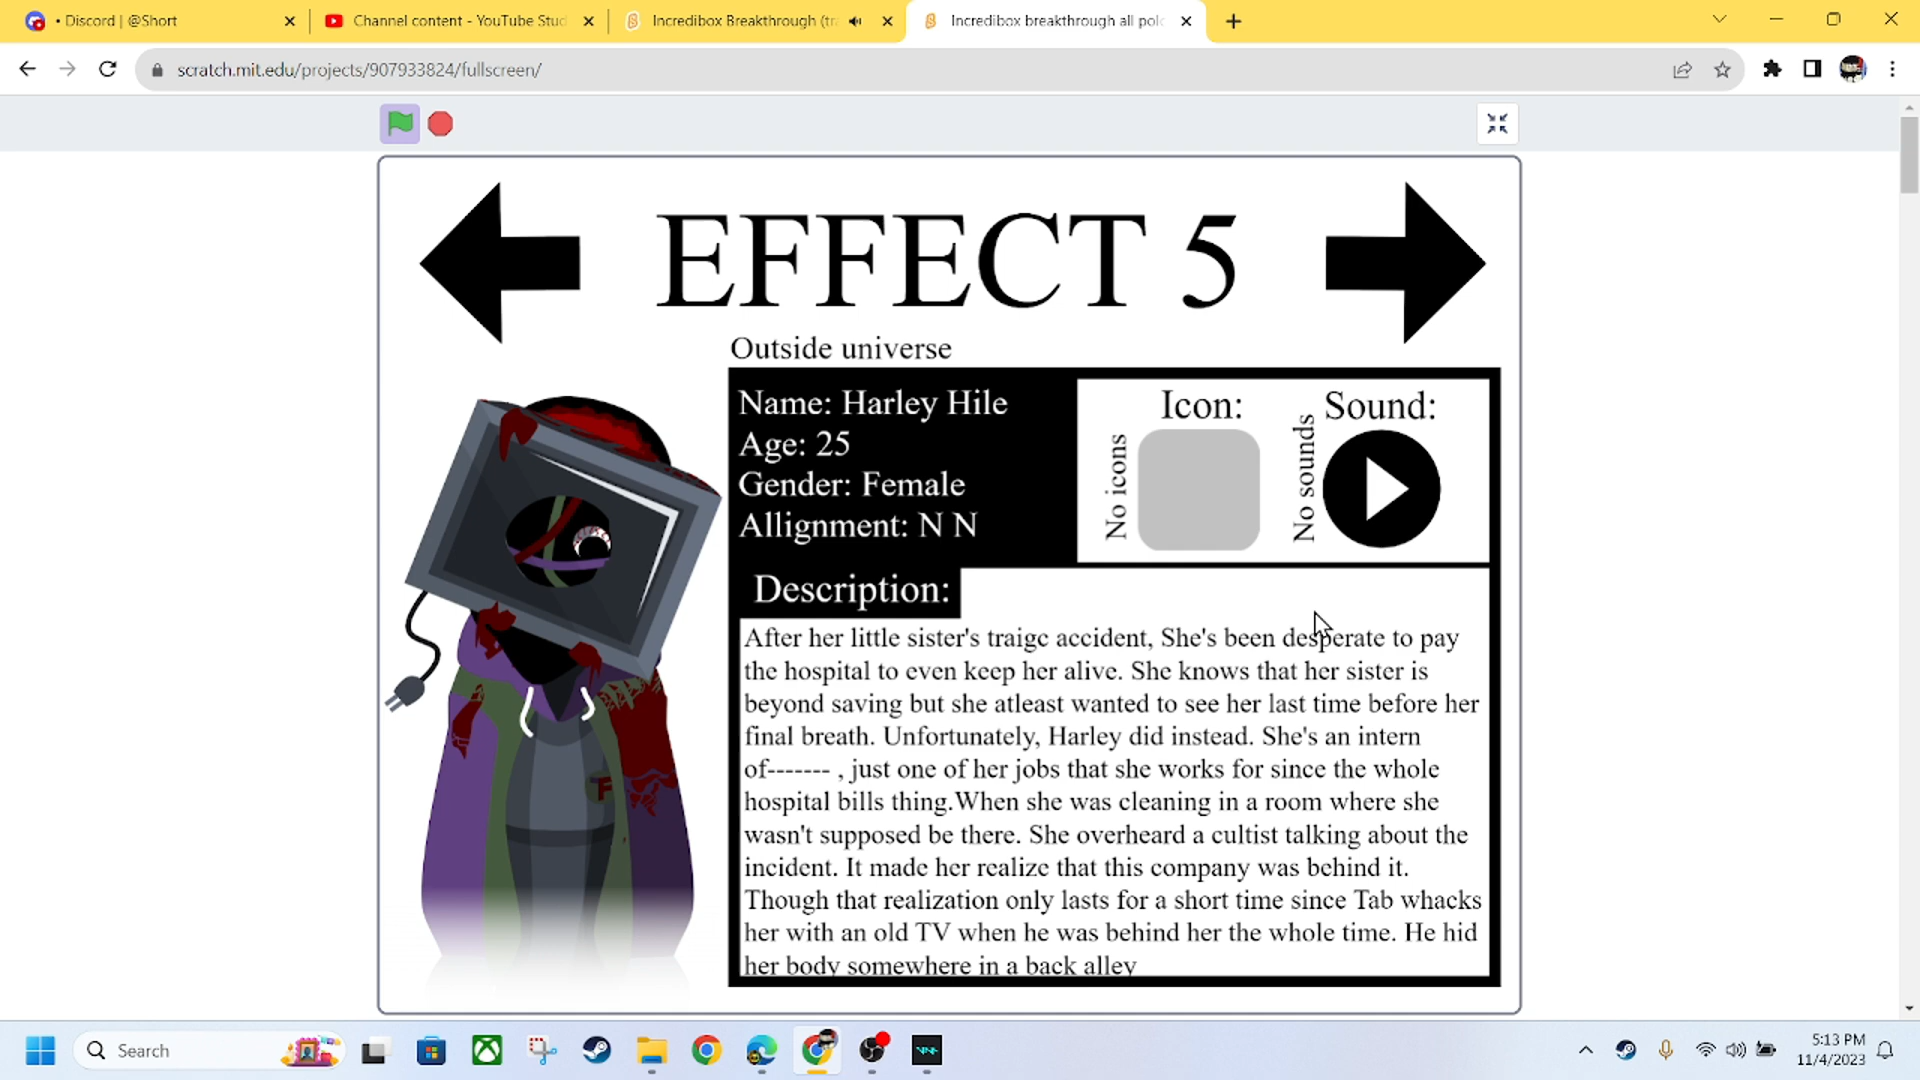 • Discord | @Short
Channel content - YouTube Stud
Incredibox Breakthrough (tra
Incredibox breakthrough all polo
scratch.mit.edu/projects/907933824/fullscreen/
EFFECT 5
Outside universe
Name: Harley Hile
Age: 25
Gender: Female
Allignment: N N
Icon:
No icons
Sound:
No sounds
Description:
After her little sister's traigc accident, She's been desperate to pay
the hospital to even keep her alive. She knows that her sister is
beyond saving but she atleast wanted to see her last time before her
final breath. Unfortunately, Harley did instead. She's an intern
of------- , just one of her jobs that she works for since the whole
hospital bills thing.When she was cleaning in a room where she
wasn't supposed be there. She overheard a cultist talking about the
incident. It made her realize that this company was behind it.
Though that realization only lasts for a short time since Tab whacks
her with an old TV when he was behind her the whole time. He hid
her body somewhere in a back alley
Search
5:13 PM
11/4/2023